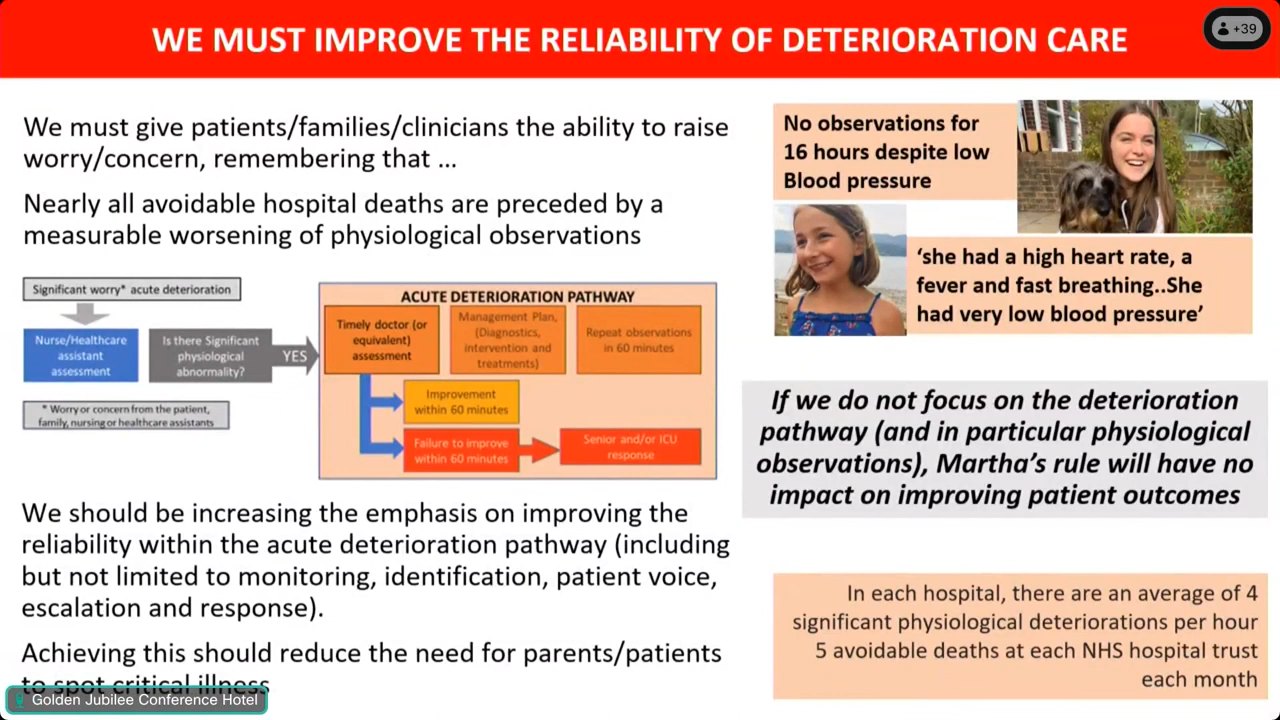 WE MUST IMPROVE THE RELIABILITY OF DETERIORATION CARE
+39
We must give patients/families/clinicians the ability to raise
worry/concern, remembering that ...
Nearly all avoidable hospital deaths are preceded by a
measurable worsening of physiological observations
Significant worry* acute deterioration
Nurse/Healthcare
assistant
assessment
Is there Significant
physiological
abnormality?
YES
* Worry or concern from the patient,
family, nursing or healthcare assistants
ACUTE DETERIORATION PATHWAY
Timely doctor (or
equivalent)
assessment
Management Plan,
(Diagnostics,
intervention and
treatments)
Repeat observations
in 60 minutes
Improvement
within 60 minutes
Failure to improve
within 60 minutes
Senior and/or ICU
response
We should be increasing the emphasis on improving the
reliability within the acute deterioration pathway (including
but not limited to monitoring, identification, patient voice,
escalation and response).
Achieving this should reduce the need for parents/patients
to spot critical illness
Golden Jubilee Conference Hotel
No observations for
16 hours despite low
Blood pressure
‘she had a high heart rate, a
fever and fast breathing..She
had very low blood pressure’
If we do not focus on the deterioration
pathway (and in particular physiological
observations), Martha’s rule will have no
impact on improving patient outcomes
In each hospital, there are an average of 4
significant physiological deteriorations per hour
5 avoidable deaths at each NHS hospital trust
each month